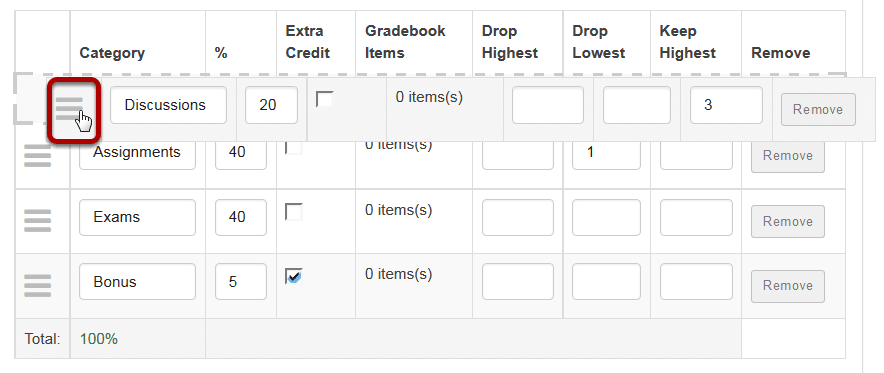 Category % Extra Credit Gradebook Items Drop Highest Drop Lowest Keep Highest Remove
Discussions 20 0 items(s) 3 Remove
Assignments 40 0 items(s) 1 Remove
Exams 40 0 items(s) Remove
Bonus 5 0 items(s) Remove
Total: 100%